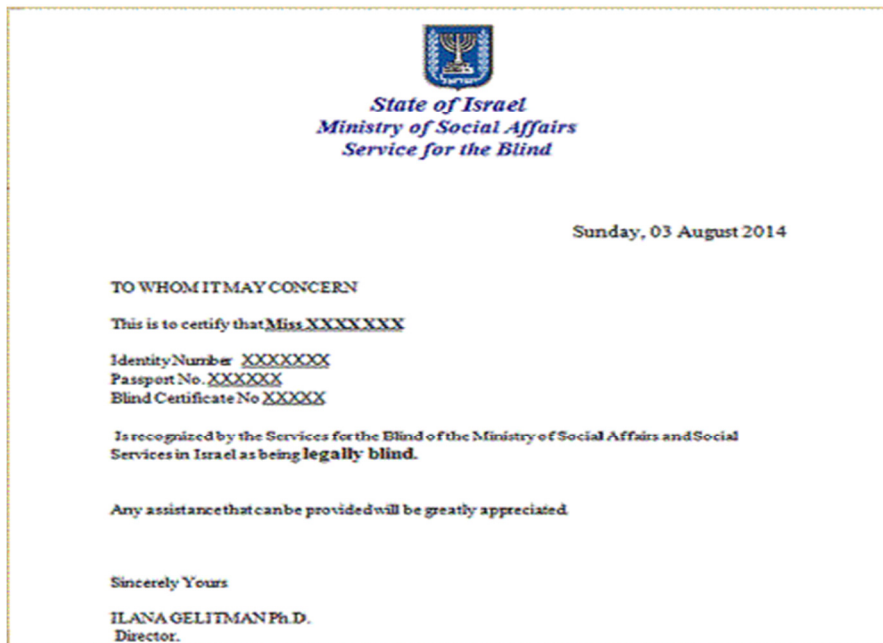 State of Israel
Ministry of Social Affairs
Service for the Blind
Sunday, 03 August 2014
TO WHOM IT MAY CONCERN
This is to certify that Miss XXXXXXX
Identity Number XXXXXXX
Passport No. XXXXXX
Blind Certificate No XXXXX
Is recognized by the Services for the Blind of the Ministry of Social Affairs and Social
Services in Israel as being legally blind.
Any assistance that can be provided will be greatly appreciated
Sincerely Yours
ILANA GELITMAN Ph.D.
Director.